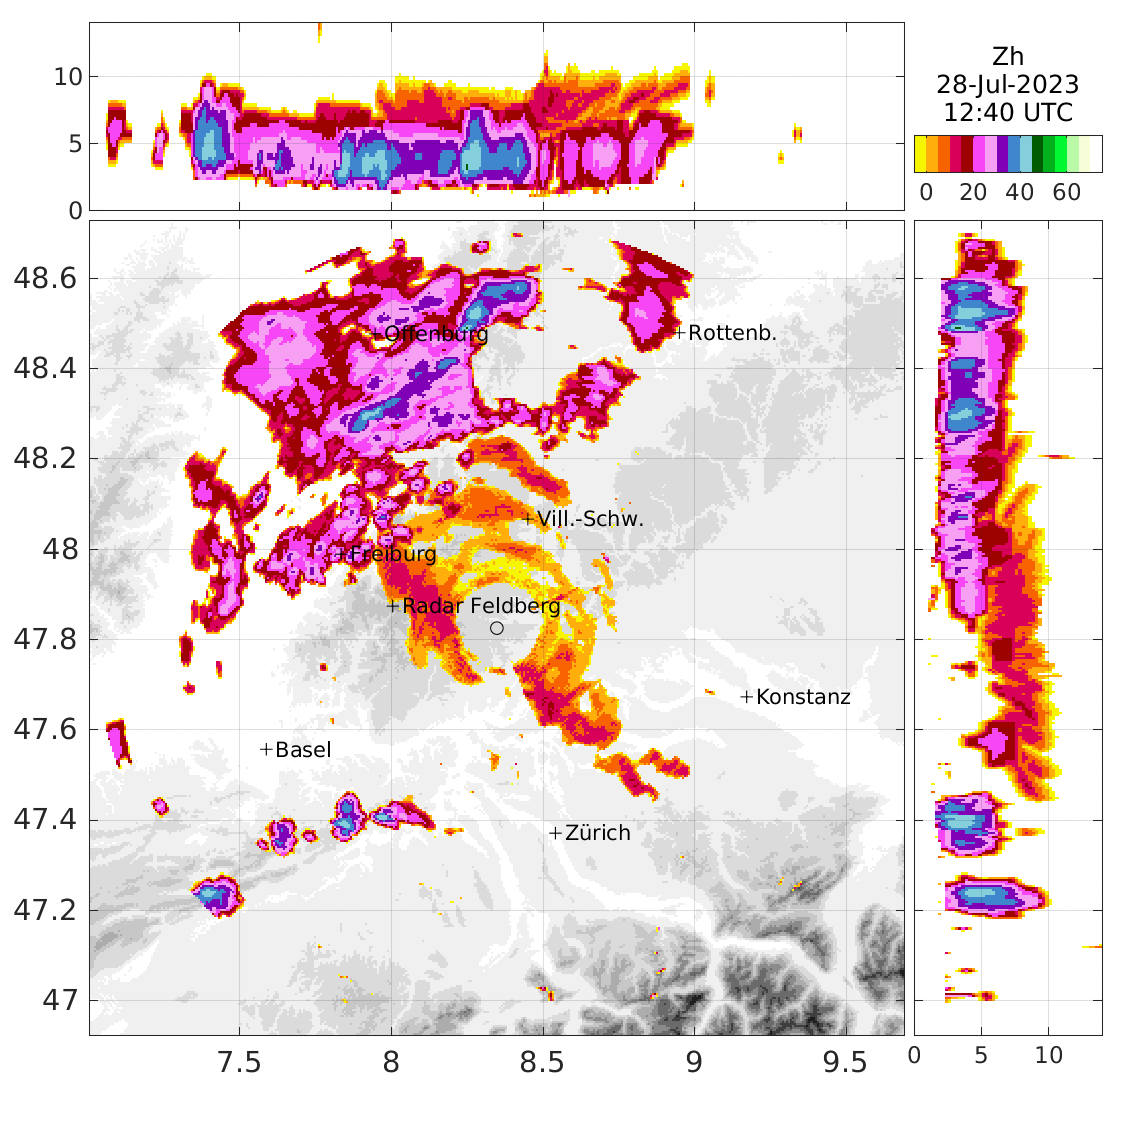 10
5
0
Zh
28-Jul-2023
12:40 UTC
0 20 40 60
48.6
48.4
48.2
48
47.8
47.6
47.4
47.2
47
+Offenburg
+Rottenb.
+Vill.-Schw.
+Freiburg
+Radar Feldberg
+Konstanz
+Basel
+Zürich
7.5 8 8.5 9 9.5
0 5 10